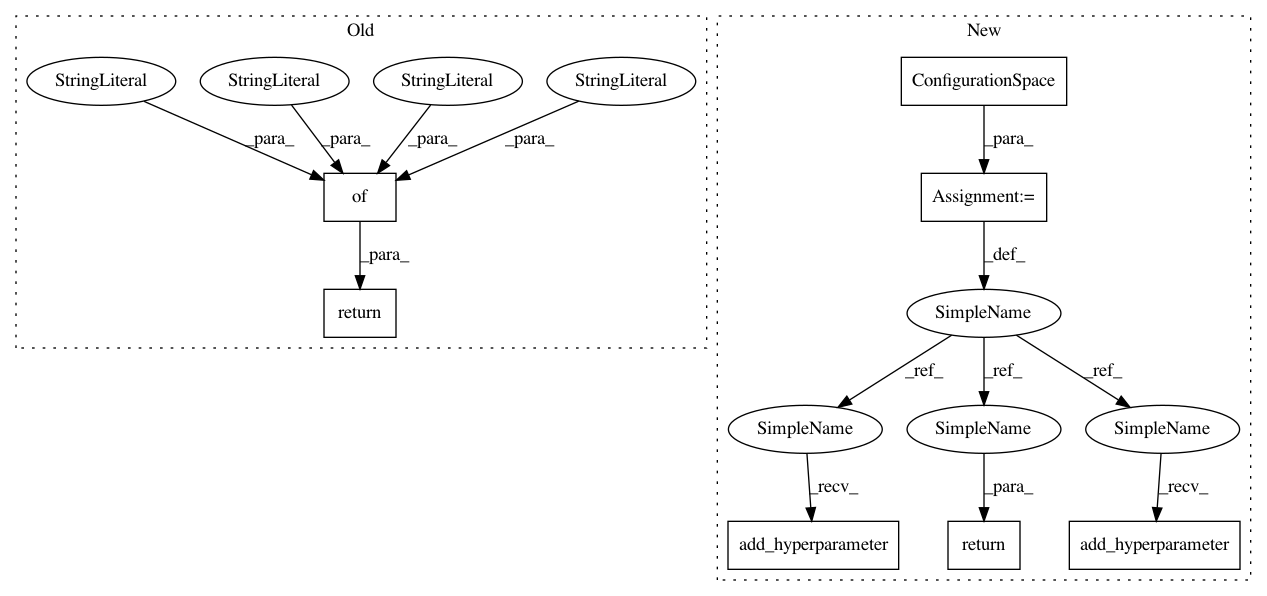 Old
New
StringLiteral StringLiteral StringLiteral StringLiteral
ConfigurationSpace
_para_ _para_ _para_ _para_
_para_
of
Assignment:=
_para_
_def_
return
SimpleName
_ref_ _ref_ _ref_
SimpleName SimpleName SimpleName
_recv_ _para_ _recv_
add_hyperparameter return add_hyperparameter